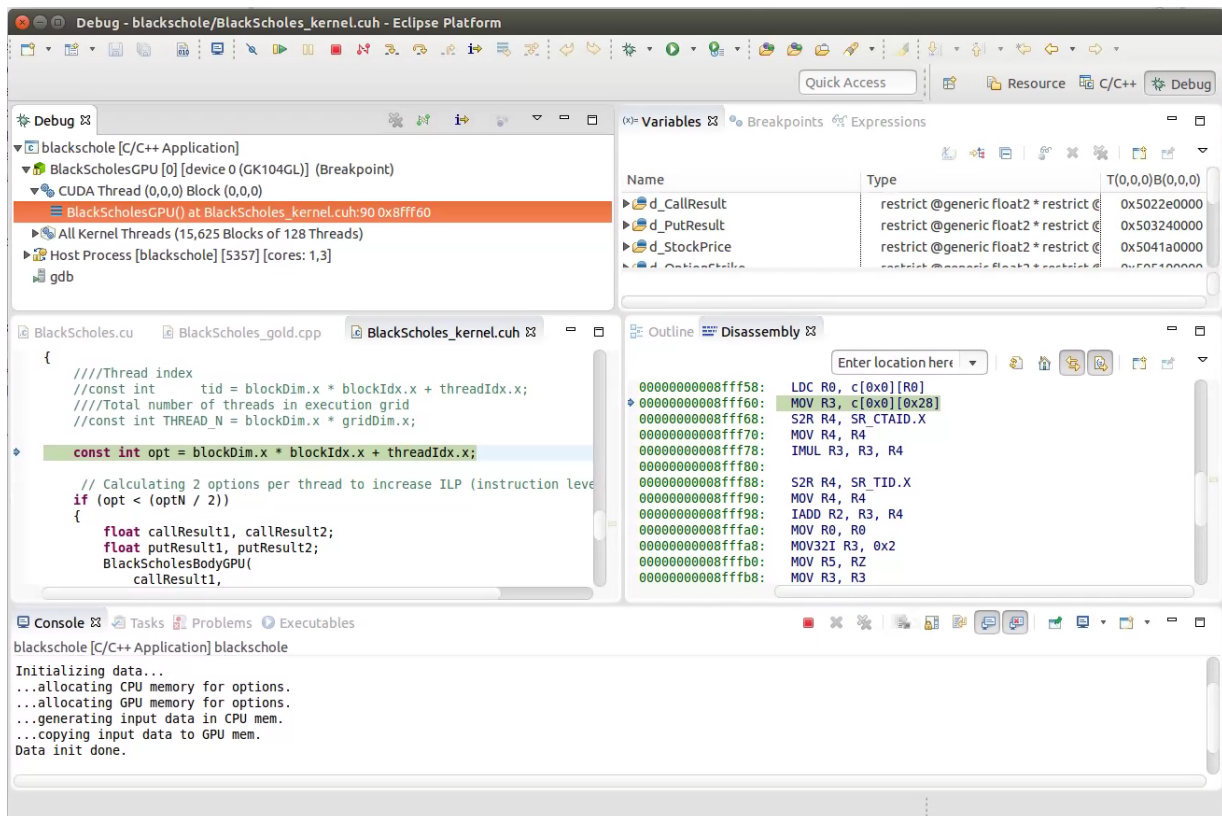 Debug - blackschole/BlackScholes_kernel.cuh - Eclipse Platform
Quick Access
Resource
C/C++
Debug
Debug
blackschole [C/C++ Application]
BlackScholesGPU [0] [device 0 (GK104GL)] (Breakpoint)
CUDA Thread (0,0,0) Block (0,0,0)
BlackScholesGPU() at BlackScholes_kernel.cuh:90 0x8fff60
All Kernel Threads (15,625 Blocks of 128 Threads)
Host Process [blackschole] [5357] [cores: 1,3]
gdb
(x)= Variables Breakpoints Expressions
Name Type T(0,0,0)B(0,0,0)
d_CallResult restrict @generic float2 * restrict @ 0x5022e0000
d_PutResult restrict @generic float2 * restrict @ 0x503240000
d_StockPrice restrict @generic float2 * restrict @ 0x5041a0000
d_OptionStrike restrict @generic float2 * restrict @ 0x505100000
BlackScholes.cu BlackScholes_gold.cpp BlackScholes_kernel.cuh
{
////Thread index
//const int      tid = blockDim.x * blockIdx.x + threadIdx.x;
////Total number of threads in execution grid
//const int THREAD_N = blockDim.x * gridDim.x;
const int opt = blockDim.x * blockIdx.x + threadIdx.x;
// Calculating 2 options per thread to increase ILP (instruction leve
if (opt < (optN / 2))
{
float callResult1, callResult2;
float putResult1, putResult2;
BlackScholesBodyGPU(
callResult1,
Outline Disassembly
Enter location here
00000000008fff58: LDC R0, c[0x0][R0]
00000000008fff60: MOV R3, c[0x0][0x28]
00000000008fff68: S2R R4, SR_CTAID.X
00000000008fff70: MOV R4, R4
00000000008fff78: IMUL R3, R3, R4
00000000008fff80:
00000000008fff88: S2R R4, SR_TID.X
00000000008fff90: MOV R4, R4
00000000008fff98: IADD R2, R3, R4
00000000008fffa0: MOV R0, R0
00000000008fffa8: MOV32I R3, 0x2
00000000008fffb0: MOV R5, RZ
00000000008fffb8: MOV R3, R3
Console Tasks Problems Executables
blackschole [C/C++ Application] blackschole
Initializing data...
...allocating CPU memory for options.
...allocating GPU memory for options.
...generating input data in CPU mem.
...copying input data to GPU mem.
Data init done.